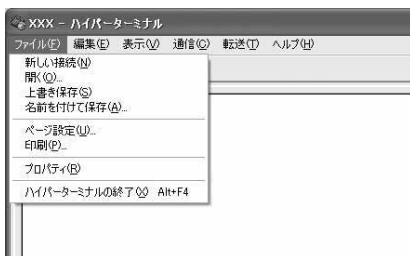 XXX - ハイパーターミナル
ファイル(F) 編集(E) 表示(V) 通信(C) 転送(T) ヘルプ(H)
新しい接続(N)
開く(O)...
上書き保存(S)
名前を付けて保存(A)...
ページ設定(U)...
印刷(P)...
プロパティ(R)
ハイパーターミナルの終了(X) Alt+F4